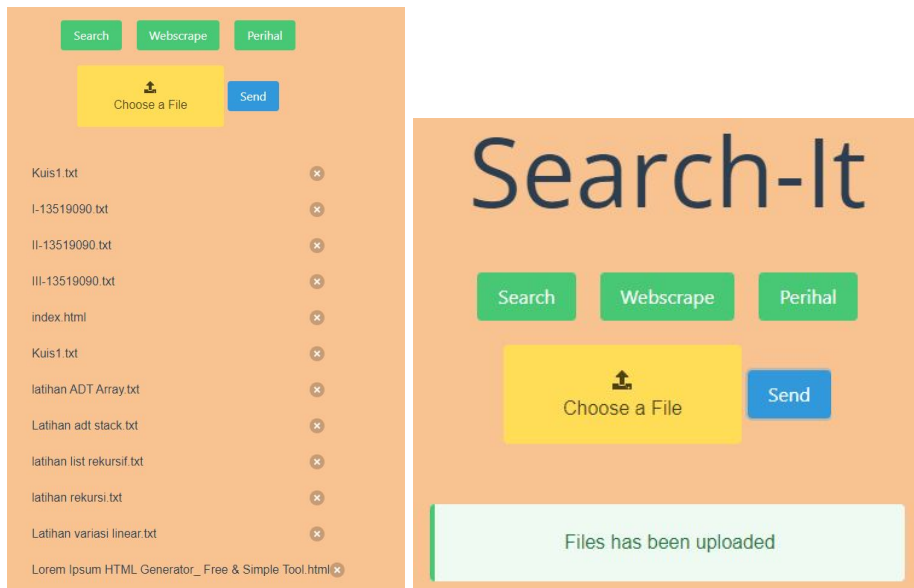 Search Webscrape Perihal
Choose a File
Send
Kuis1.txt
I-13519090.txt
II-13519090.txt
III-13519090.txt
index.html
Kuis1.txt
latihan ADT Array.txt
Latihan adt stack.txt
latihan list rekursif.txt
latihan rekursi.txt
Latihan variasi linear.txt
Lorem Ipsum HTML Generator_ Free & Simple Tool.html
Search-It
Search Webscrape Perihal
Choose a File
Send
Files has been uploaded